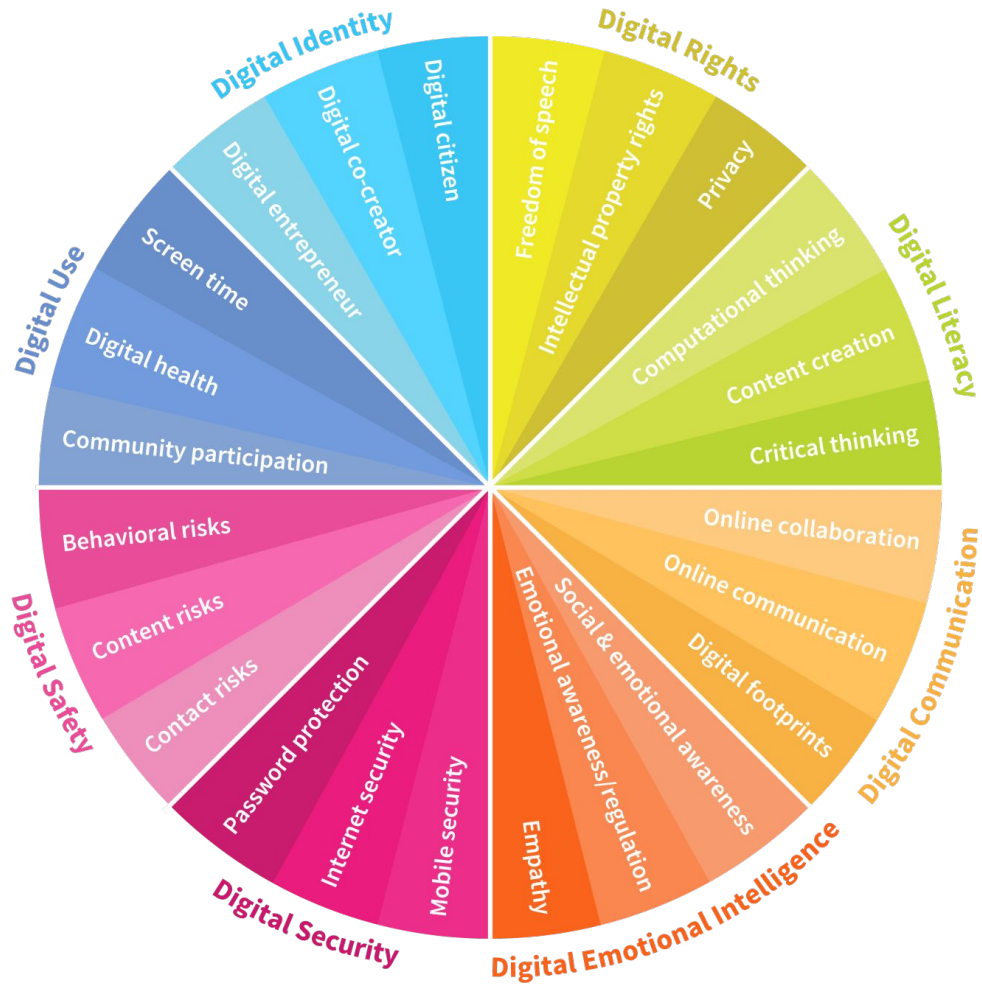 Digital Identity
Digital citizen
Digital co-creator
Digital entrepreneur
Digital Rights
Freedom of speech
Intellectual property rights
Privacy
Digital Literacy
Computational thinking
Content creation
Critical thinking
Digital Communication
Online collaboration
Online communication
Digital footprints
Digital Emotional Intelligence
Social & emotional awareness
Emotional awareness/regulation
Empathy
Digital Security
Mobile security
Internet security
Password protection
Digital Safety
Contact risks
Content risks
Behavioral risks
Digital Use
Community participation
Digital health
Screen time